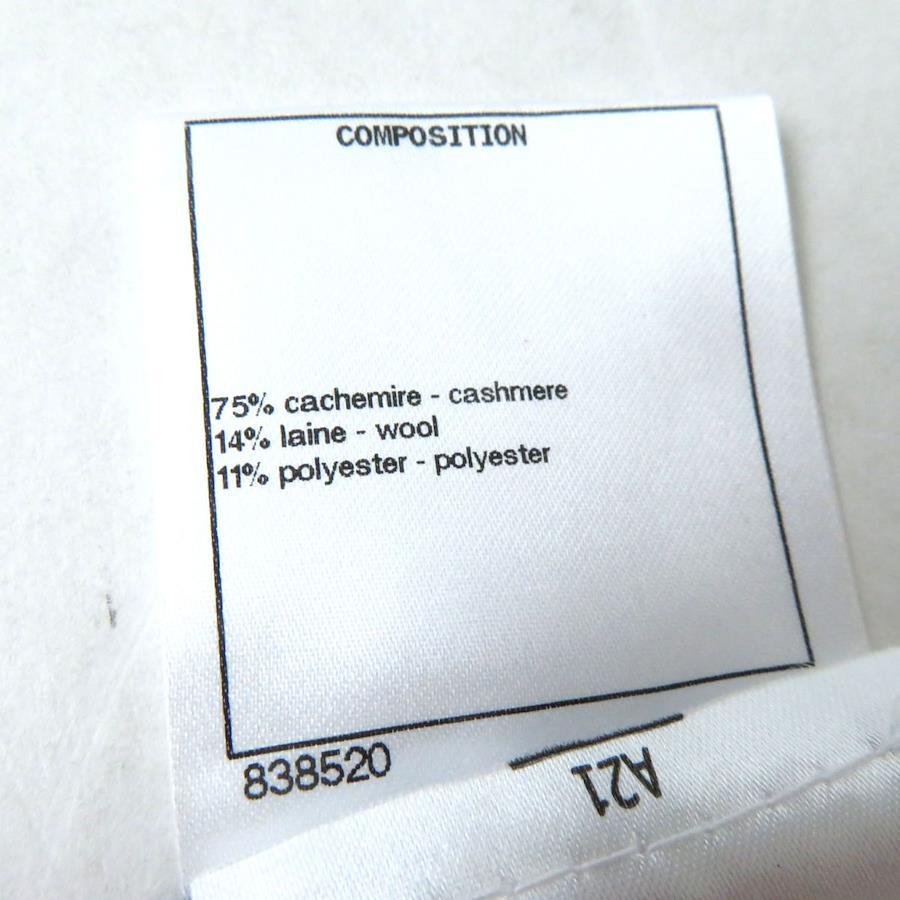 COMPOSITION
75% cachemire - cashmere
14% laine - wool
11% polyester - polyester
838520
A21